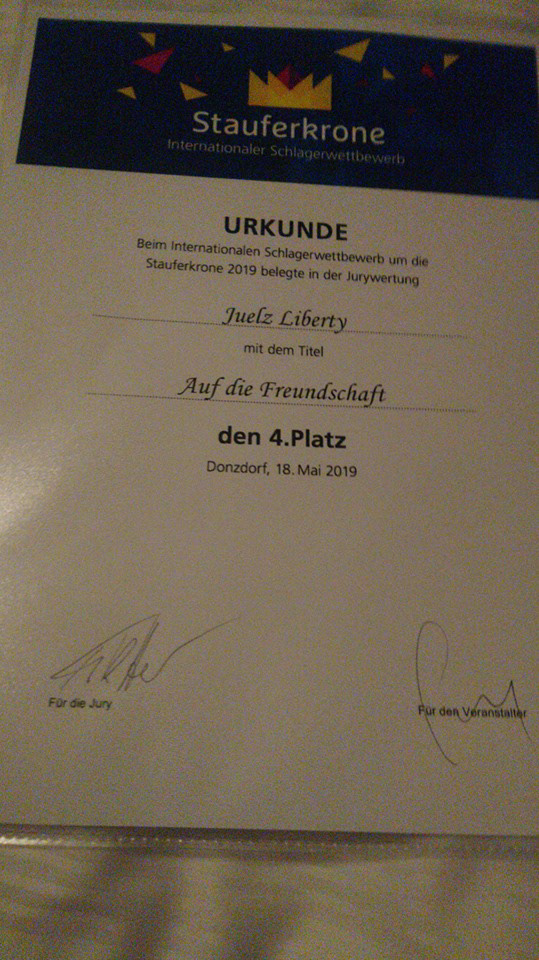 Stauferkrone
Internationaler Schlagerwettbewerb
URKUNDE
Beim Internationalen Schlagerwettbewerb um die
Stauferkrone 2019 belegte in der Jurywertung
Juelz Liberty
mit dem Titel
Auf die Freundschaft
den 4.Platz
Donzdorf, 18. Mai 2019
Für die Jury
Für den Veranstalter